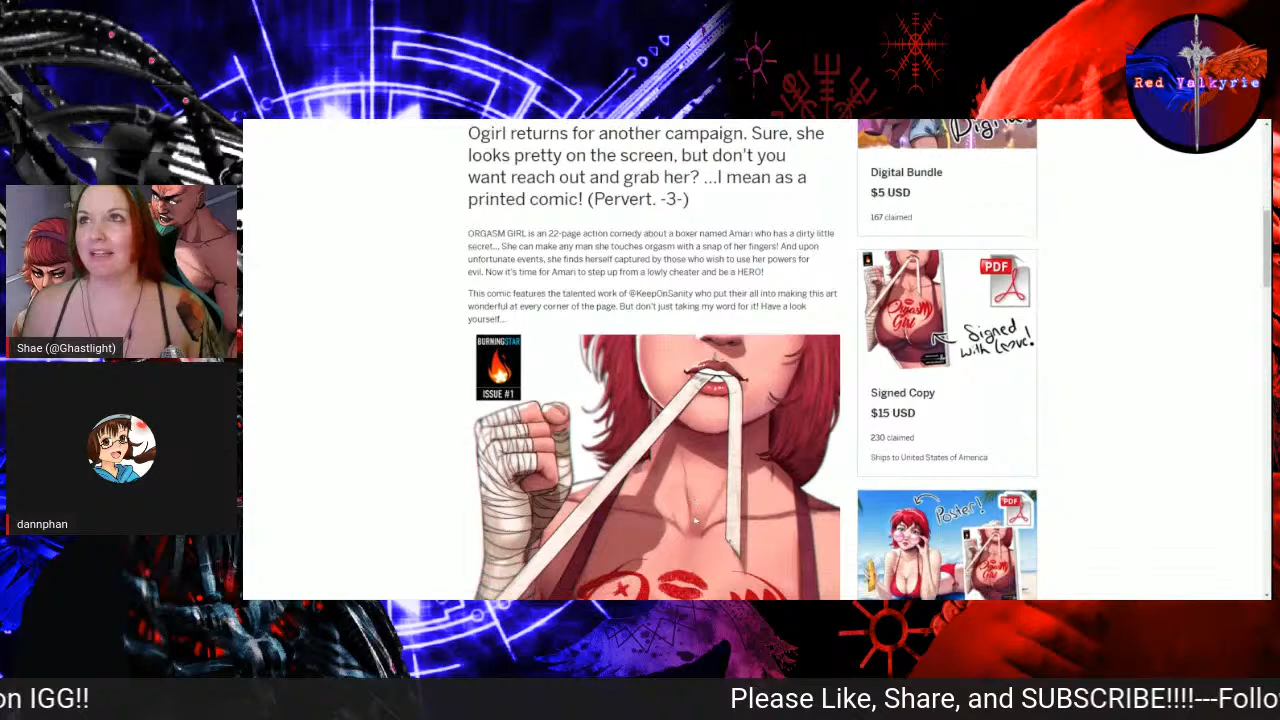 Red Valkyrie
Shae (@Ghastlight)
dannphan
Ogirl returns for another campaign. Sure, she
looks pretty on the screen, but don't you
want reach out and grab her? ...I mean as a
printed comic! (Pervert. -3-)
ORGASM GIRL is an 22-page action comedy about a boxer named Amari who has a dirty little
secret... She can make any man she touches orgasm with a snap of her fingers! And upon
unfortunate events, she finds herself captured by those who wish to use her powers for
evil. Now it's time for Amari to step up from a lowly cheater and be a HERO!
This comic features the talented work of @KeepOnSanity who put their all into making this art
wonderful at every corner of the page. But don't just taking my word for it! Have a look
yourself...
BURNINGSTAR
ISSUE #1
Digital
Digital Bundle
$5 USD
167 claimed
PDF
Orgasm
Girl
Signed
with Love!
Signed Copy
$15 USD
230 claimed
Ships to United States of America
Poster!
PDF
Orgasm
on IGG!!
Please Like, Share, and SUBSCRIBE!!!!---Follo